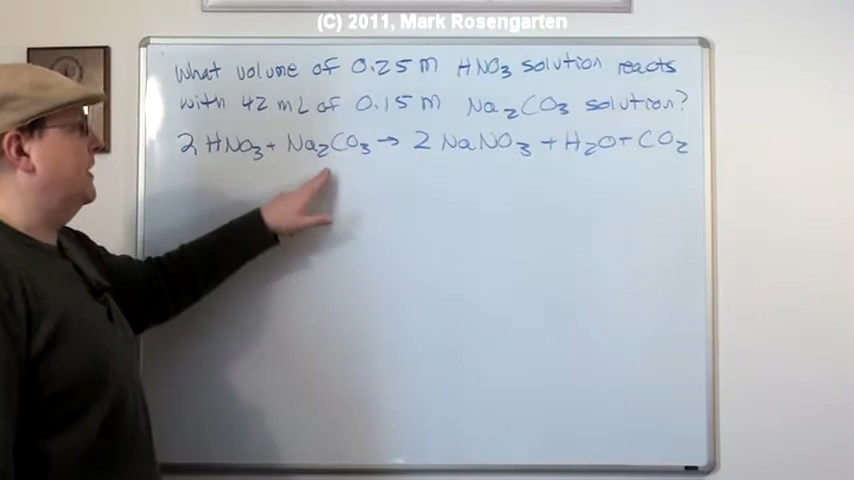 (C) 2011, Mark Rosengarten
What volume of 0.25 M HNO₃ solution reacts
with 42 mL of 0.15 M Na₂CO₃ solution?
2 HNO₃ + Na₂CO₃ → 2 NaNO₃ + H₂O + CO₂